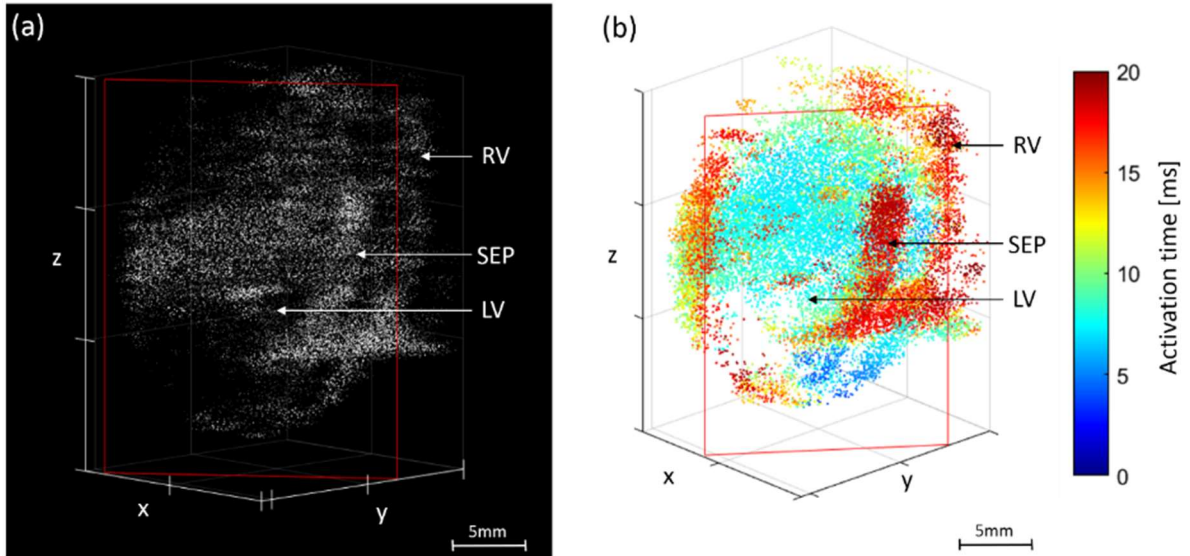 (a)
RV
SEP
LV
z
x
y
5mm
(b)
RV
SEP
LV
z
x
y
5mm
20
15
10
5
0
Activation time [ms]